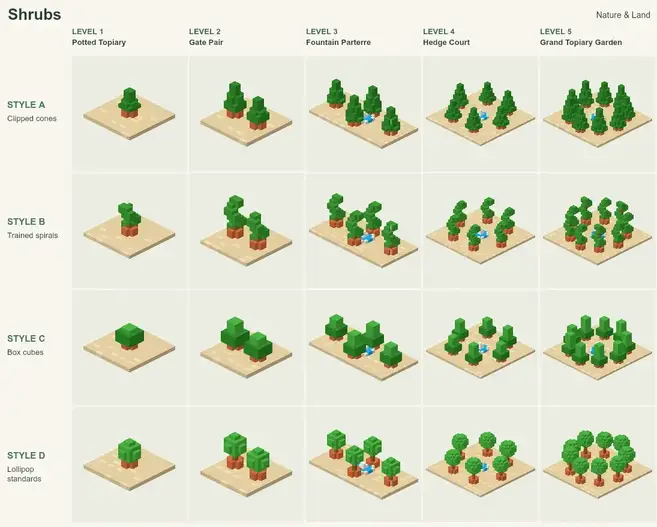 Shrubs
Nature & Land
LEVEL 1
Potted Topiary
LEVEL 2
Gate Pair
LEVEL 3
Fountain Parterre
LEVEL 4
Hedge Court
LEVEL 5
Grand Topiary Garden
STYLE A
Clipped cones
STYLE B
Trained spirals
STYLE C
Box cubes
STYLE D
Lollipop
standards